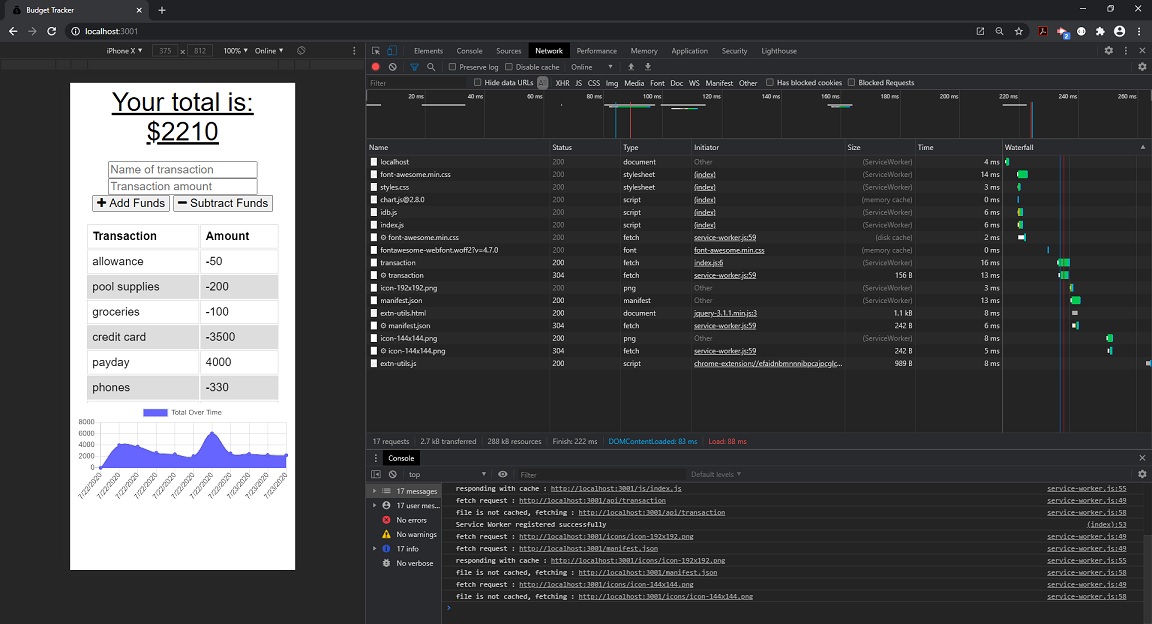 Budget Tracker
localhost:3001
iPhone X 375 × 812 100% Online
Elements Console Sources Network Performance Memory Application Security Lighthouse
Preserve log Disable cache Online
Filter Hide data URLs All XHR JS CSS Img Media Font Doc WS Manifest Other Has blocked cookies Blocked Requests
20 ms 40 ms 60 ms 80 ms 100 ms 120 ms 140 ms 160 ms 180 ms 200 ms 220 ms 240 ms 260 ms
Your total is:
$2210
Name of transaction
Transaction amount
Add Funds Subtract Funds
Transaction Amount
allowance -50
pool supplies -200
groceries -100
credit card -3500
payday 4000
phones -330
Total Over Time
8000
6000
4000
2000
0
7/22/2020 7/22/2020 7/22/2020 7/22/2020 7/22/2020 7/22/2020 7/22/2020 7/22/2020 7/23/2020 7/23/2020 7/23/2020
Name Status Type Initiator Size Time Waterfall
localhost 200 document Other (ServiceWorker) 4 ms
font-awesome.min.css 200 stylesheet (index) (ServiceWorker) 14 ms
styles.css 200 stylesheet (index) (ServiceWorker) 3 ms
chart.js@2.8.0 200 script (index) (memory cache) 0 ms
idb.js 200 script (index) (ServiceWorker) 6 ms
index.js 200 script (index) (ServiceWorker) 6 ms
font-awesome.min.css 200 fetch service-worker.js:59 (disk cache) 2 ms
fontawesome-webfont.woff2?v=4.7.0 200 font font-awesome.min.css (memory cache) 0 ms
transaction 200 fetch index.js:6 (ServiceWorker) 16 ms
transaction 304 fetch service-worker.js:59 156 B 13 ms
icon-192x192.png 200 png Other (ServiceWorker) 3 ms
manifest.json 200 manifest Other (ServiceWorker) 13 ms
extn-utils.html 200 document jquery-3.1.1.min.js:3 1.1 kB 8 ms
manifest.json 304 fetch service-worker.js:59 242 B 6 ms
icon-144x144.png 200 png Other (ServiceWorker) 8 ms
icon-144x144.png 304 fetch service-worker.js:59 242 B 5 ms
extn-utils.js 200 script chrome-extension://efaidnbmnnnibpcajpcglc... 989 B 8 ms
17 requests 2.7 kB transferred 288 kB resources Finish: 222 ms DOMContentLoaded: 83 ms Load: 88 ms
Console
top Filter Default levels
17 messages
17 user mes...
No errors
No warnings
17 info
No verbose
responding with cache : http://localhost:3001/js/index.js service-worker.js:55
fetch request : http://localhost:3001/api/transaction service-worker.js:49
file is not cached, fetching : http://localhost:3001/api/transaction service-worker.js:58
Service Worker registered successfully (index):53
fetch request : http://localhost:3001/icons/icon-192x192.png service-worker.js:49
fetch request : http://localhost:3001/manifest.json service-worker.js:49
responding with cache : http://localhost:3001/icons/icon-192x192.png service-worker.js:55
file is not cached, fetching : http://localhost:3001/manifest.json service-worker.js:58
fetch request : http://localhost:3001/icons/icon-144x144.png service-worker.js:49
file is not cached, fetching : http://localhost:3001/icons/icon-144x144.png service-worker.js:58